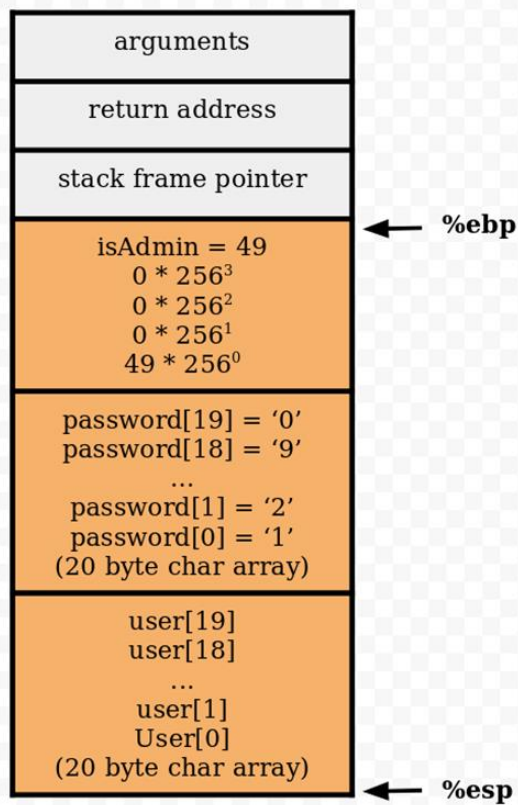 arguments
return address
stack frame pointer
%ebp
isAdmin = 49
0 * 256³
0 * 256²
0 * 256¹
49 * 256⁰
password[19] = ‘0’
password[18] = ‘9’
...
password[1] = ‘2’
password[0] = ‘1’
(20 byte char array)
user[19]
user[18]
...
user[1]
User[0]
(20 byte char array)
%esp